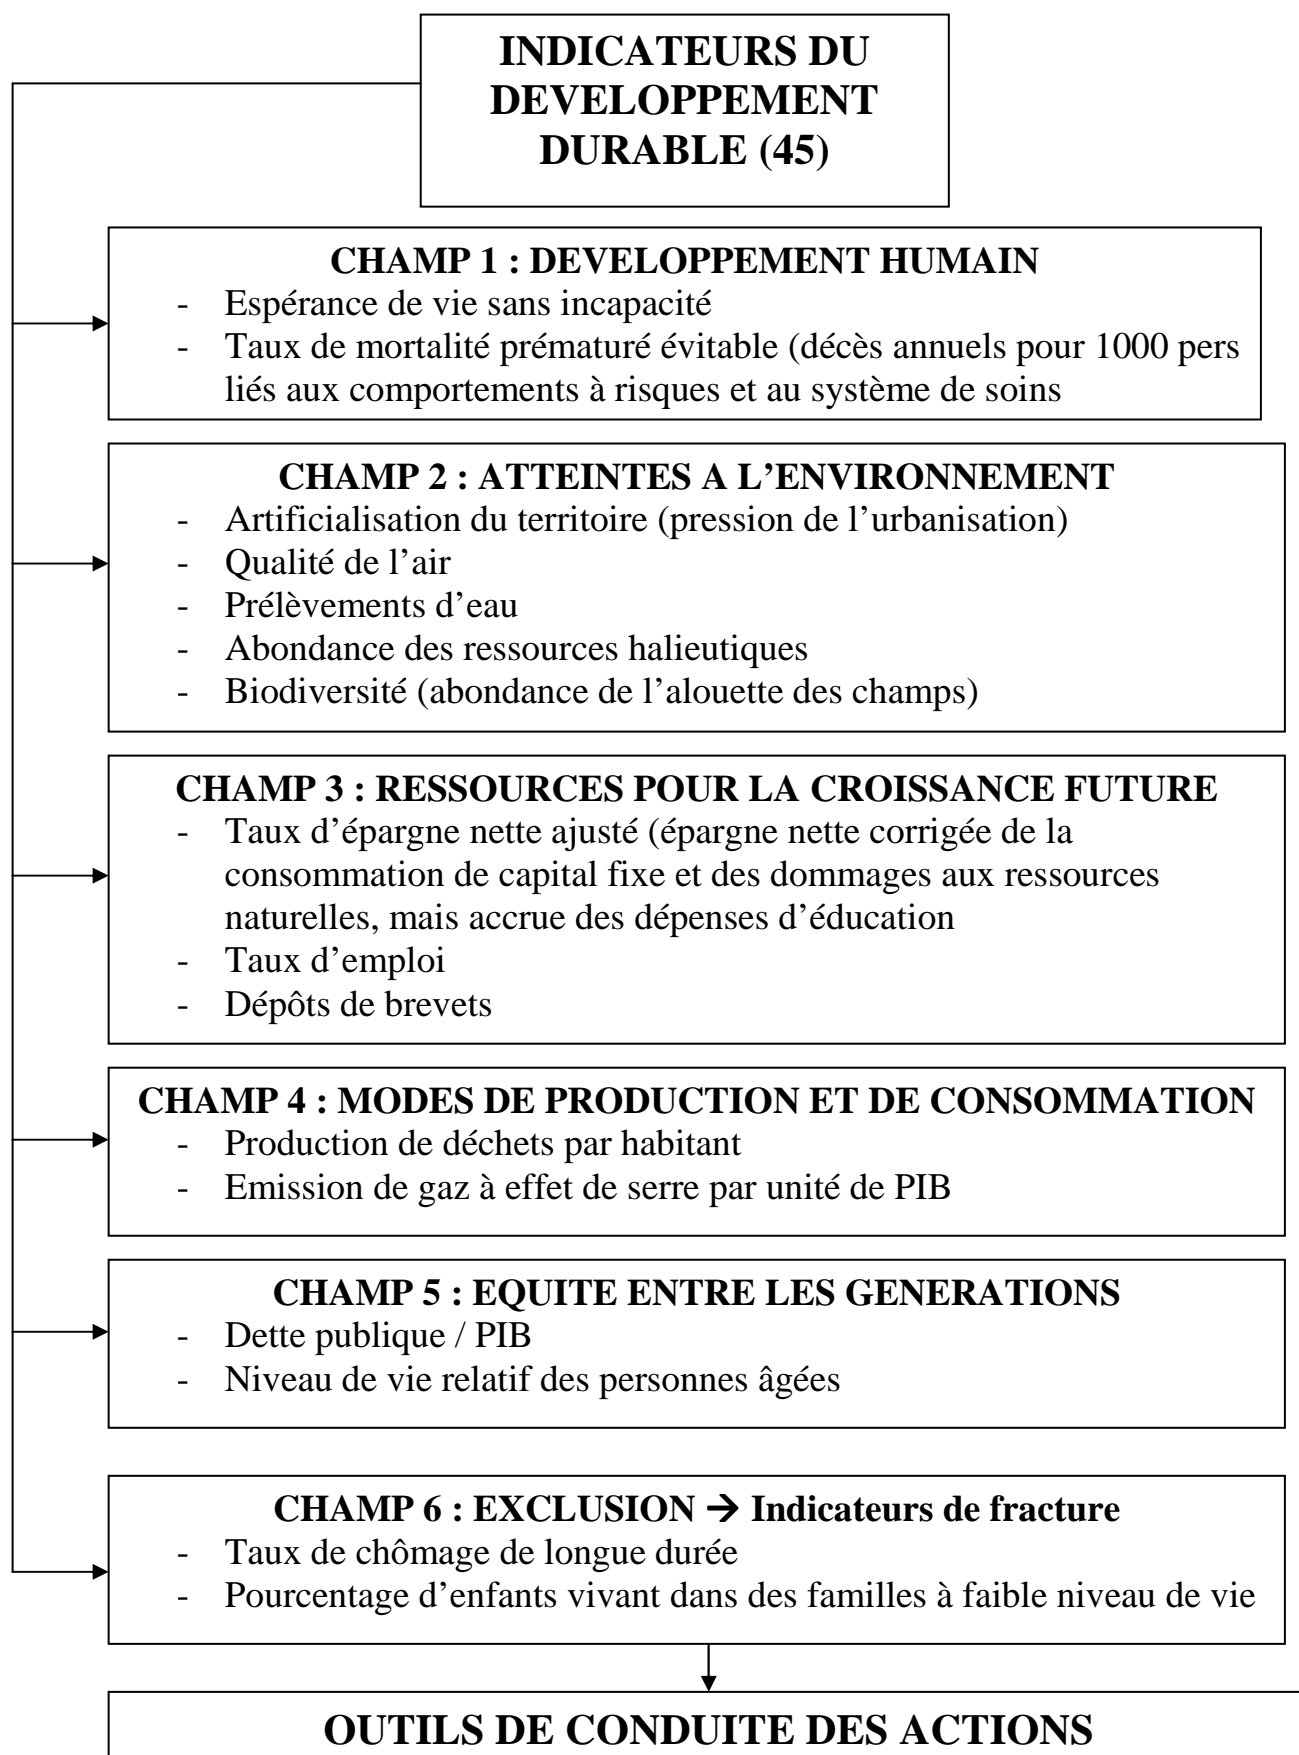 INDICATEURS DU
DEVELOPPEMENT
DURABLE (45)
CHAMP 1 : DEVELOPPEMENT HUMAIN
- Espérance de vie sans incapacité
- Taux de mortalité prématuré évitable (décès annuels pour 1000 pers
liés aux comportements à risques et au système de soins
CHAMP 2 : ATTEINTES A L’ENVIRONNEMENT
- Artificialisation du territoire (pression de l’urbanisation)
- Qualité de l’air
- Prélèvements d’eau
- Abondance des ressources halieutiques
- Biodiversité (abondance de l’alouette des champs)
CHAMP 3 : RESSOURCES POUR LA CROISSANCE FUTURE
- Taux d’épargne nette ajusté (épargne nette corrigée de la
consommation de capital fixe et des dommages aux ressources
naturelles, mais accrue des dépenses d’éducation
- Taux d’emploi
- Dépôts de brevets
CHAMP 4 : MODES DE PRODUCTION ET DE CONSOMMATION
- Production de déchets par habitant
- Emission de gaz à effet de serre par unité de PIB
CHAMP 5 : EQUITE ENTRE LES GENERATIONS
- Dette publique / PIB
- Niveau de vie relatif des personnes âgées
CHAMP 6 : EXCLUSION → Indicateurs de fracture
- Taux de chômage de longue durée
- Pourcentage d’enfants vivant dans des familles à faible niveau de vie
OUTILS DE CONDUITE DES ACTIONS